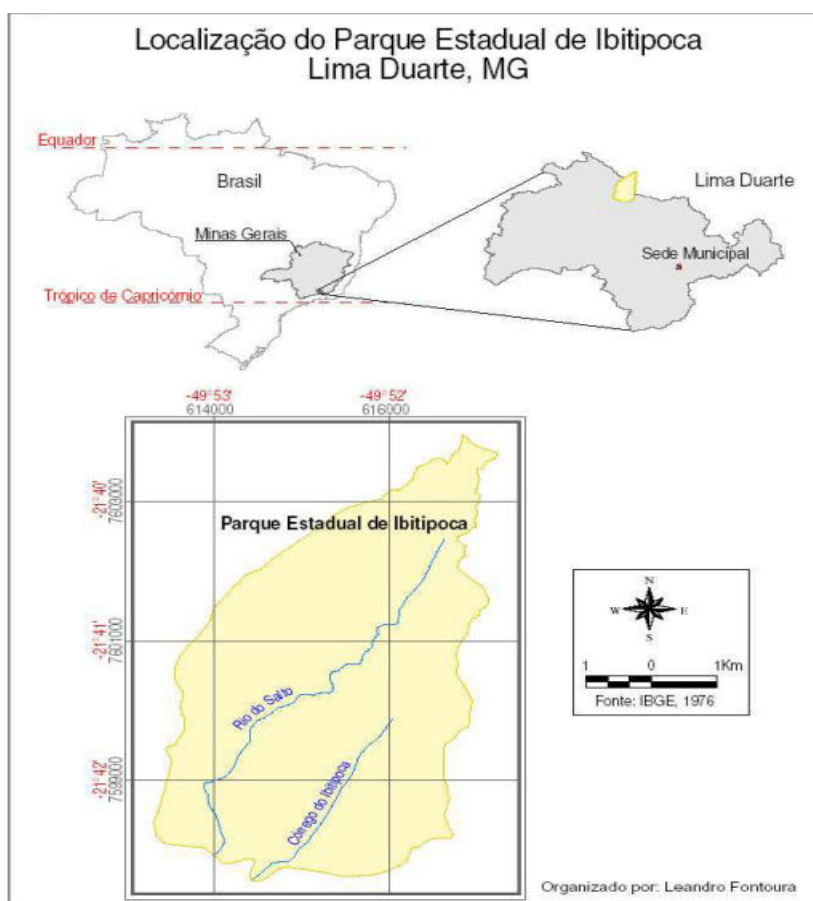 Localização do Parque Estadual de Ibitipoca
Lima Duarte, MG
Equador
Brasil
Lima Duarte
Minas Gerais
Sede Municipal
Trópico de Capricórnio
-49°53'
-49°52'
614000
616000
-21°40'
7603000
Parque Estadual de Ibitipoca
-21°41'
7601000
Rio do Salto
-21°42'
7599000
Córrego do Ibitipoca
N
W
E
S
1 0 1Km
Fonte: IBGE, 1976
Organizado por: Leandro Fontoura